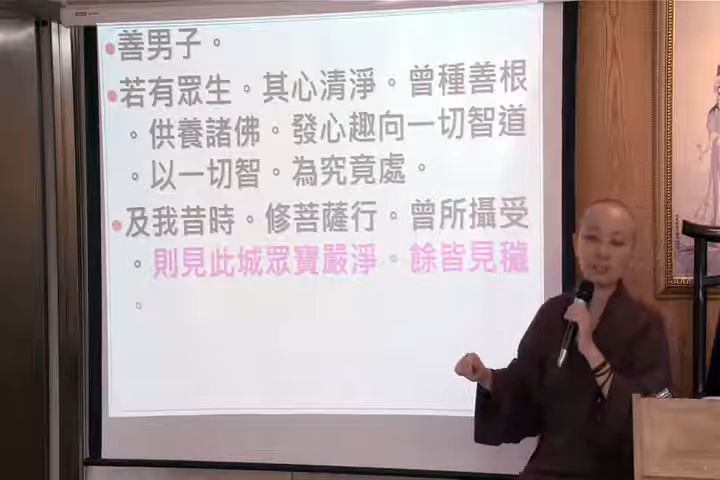 善男子。
若有眾生。其心清淨。曾種善根
。供養諸佛。發心趣向一切智道
。以一切智。為究竟處。
及我昔時。修菩薩行。曾所攝受
。則見此城眾寶嚴淨。餘皆見穢
。